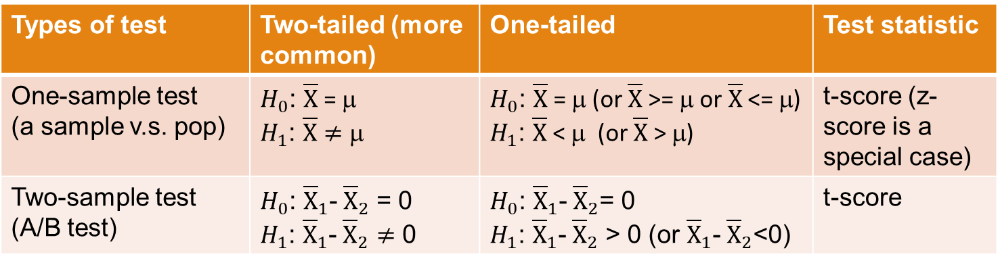 Types of test
Two-tailed (more
common)
One-tailed
Test statistic
One-sample test
(a sample v.s. pop)
H₀: X̅ = μ
H₁: X̅ ≠ μ
H₀: X̅ = μ (or X̅ >= μ or X̅ <= μ)
H₁: X̅ < μ (or X̅ > μ)
t-score (z-
score is a
special case)
Two-sample test
(A/B test)
H₀: X̅₁- X̅₂ = 0
H₁: X̅₁- X̅₂ ≠ 0
H₀: X̅₁- X̅₂= 0
H₁: X̅₁- X̅₂ > 0 (or X̅₁- X̅₂<0)
t-score